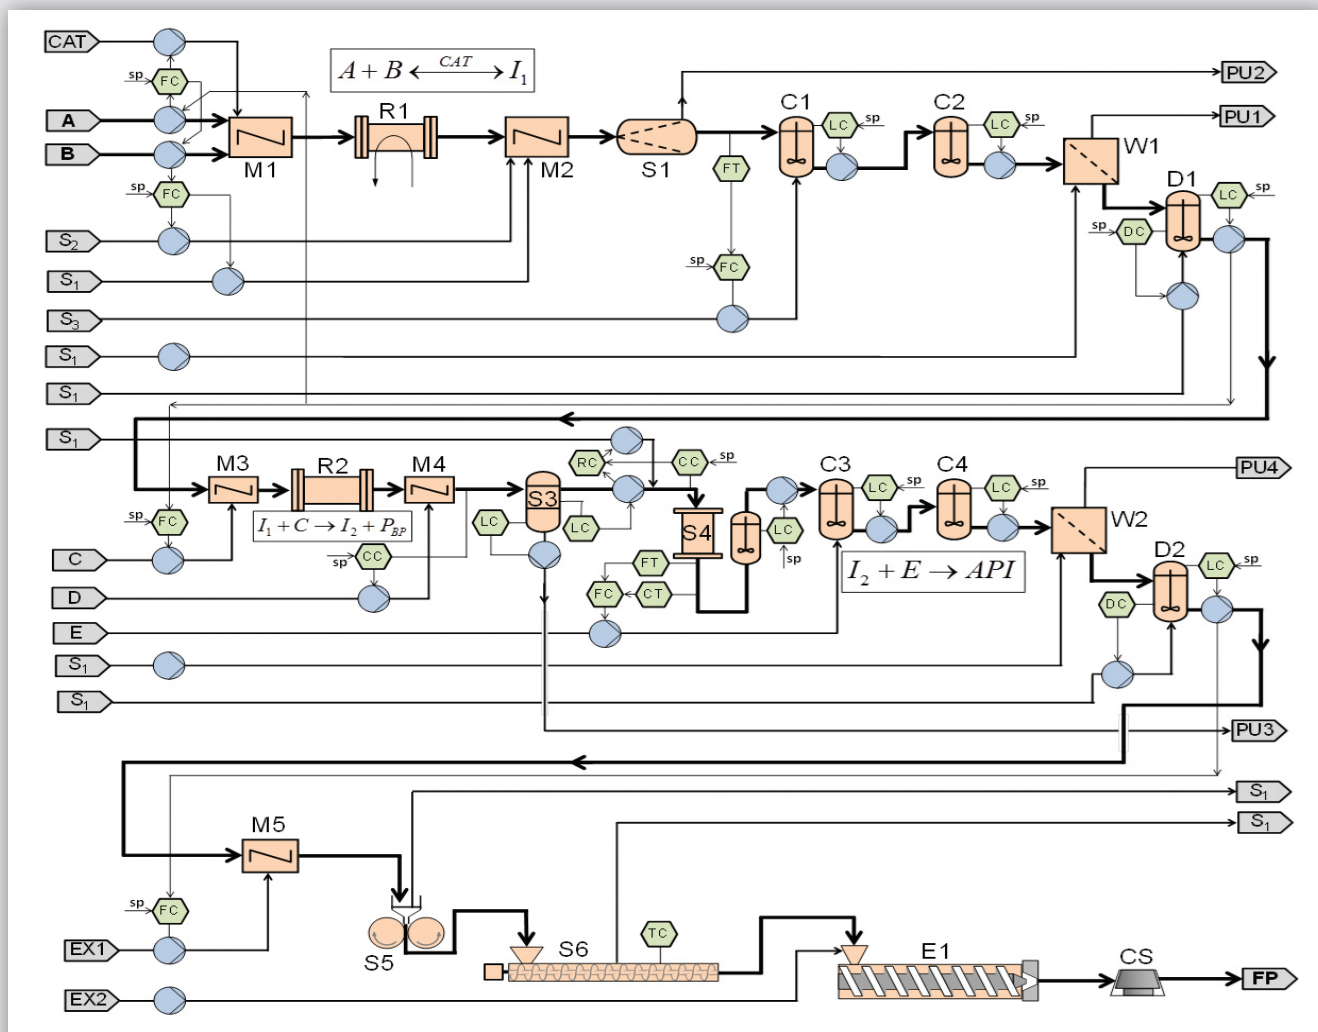 CAT
sp FC
A + B ⟷ I₁
CAT
R1
PU2
A
B
M1
M2
S1
C1
LC sp
C2
LC sp
PU1
W1
FT
D1
LC sp
sp FC
sp DC
S₂
sp FC
S₁
S₃
S₁
S₁
S₁
M3
R2
M4
RC
CC sp
S3
C3
LC sp
C4
LC sp
PU4
I₁ + C → I₂ + P_BP
sp FC
LC
LC
S4
LC
sp
W2
C
sp CC
FT
I₂ + E → API
D2
LC sp
D
FC
CT
DC
E
S₁
S₁
PU3
S₁
S₁
M5
sp FC
EX1
S5
S6
TC
E1
CS
FP
EX2